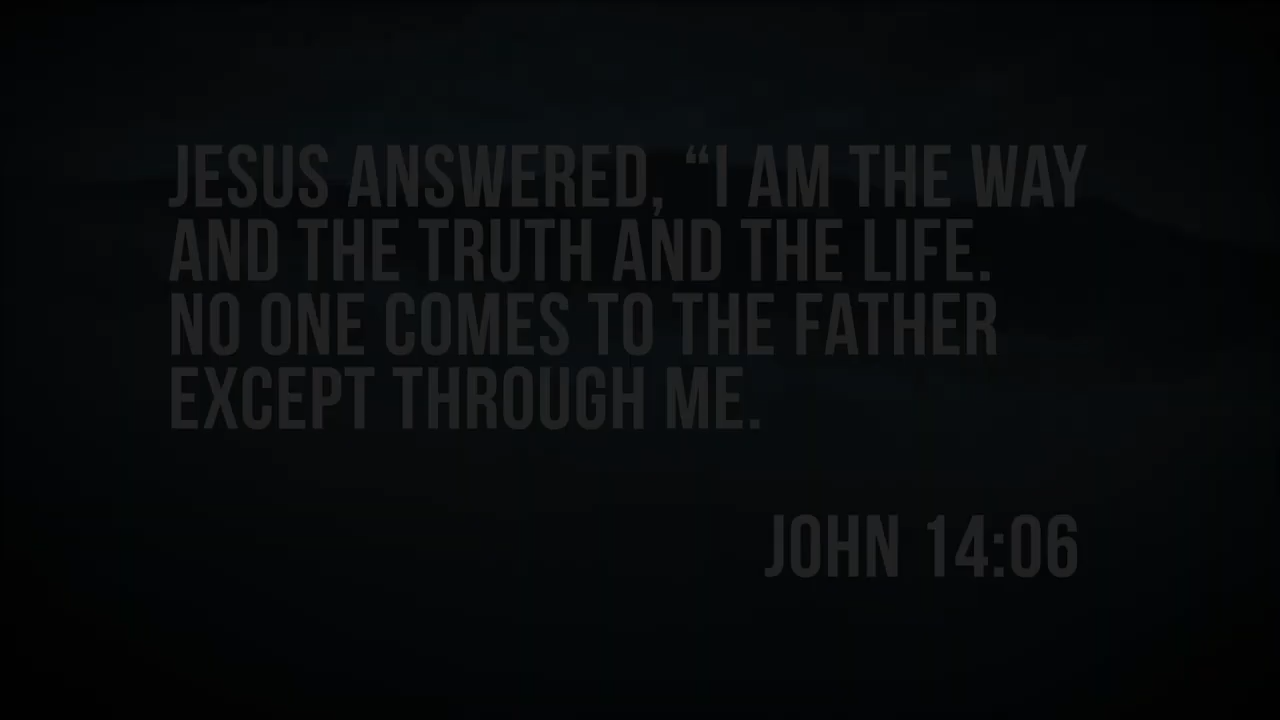 JESUS ANSWERED, “I AM THE WAY
AND THE TRUTH AND THE LIFE.
NO ONE COMES TO THE FATHER
EXCEPT THROUGH ME.
JOHN 14:06